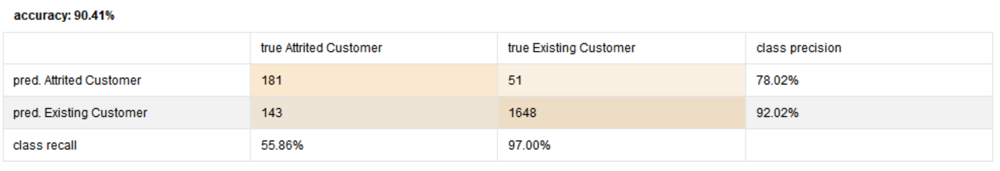 accuracy: 90.41%
true Attrited Customer true Existing Customer class precision
pred. Attrited Customer 181 51 78.02%
pred. Existing Customer 143 1648 92.02%
class recall 55.86% 97.00%